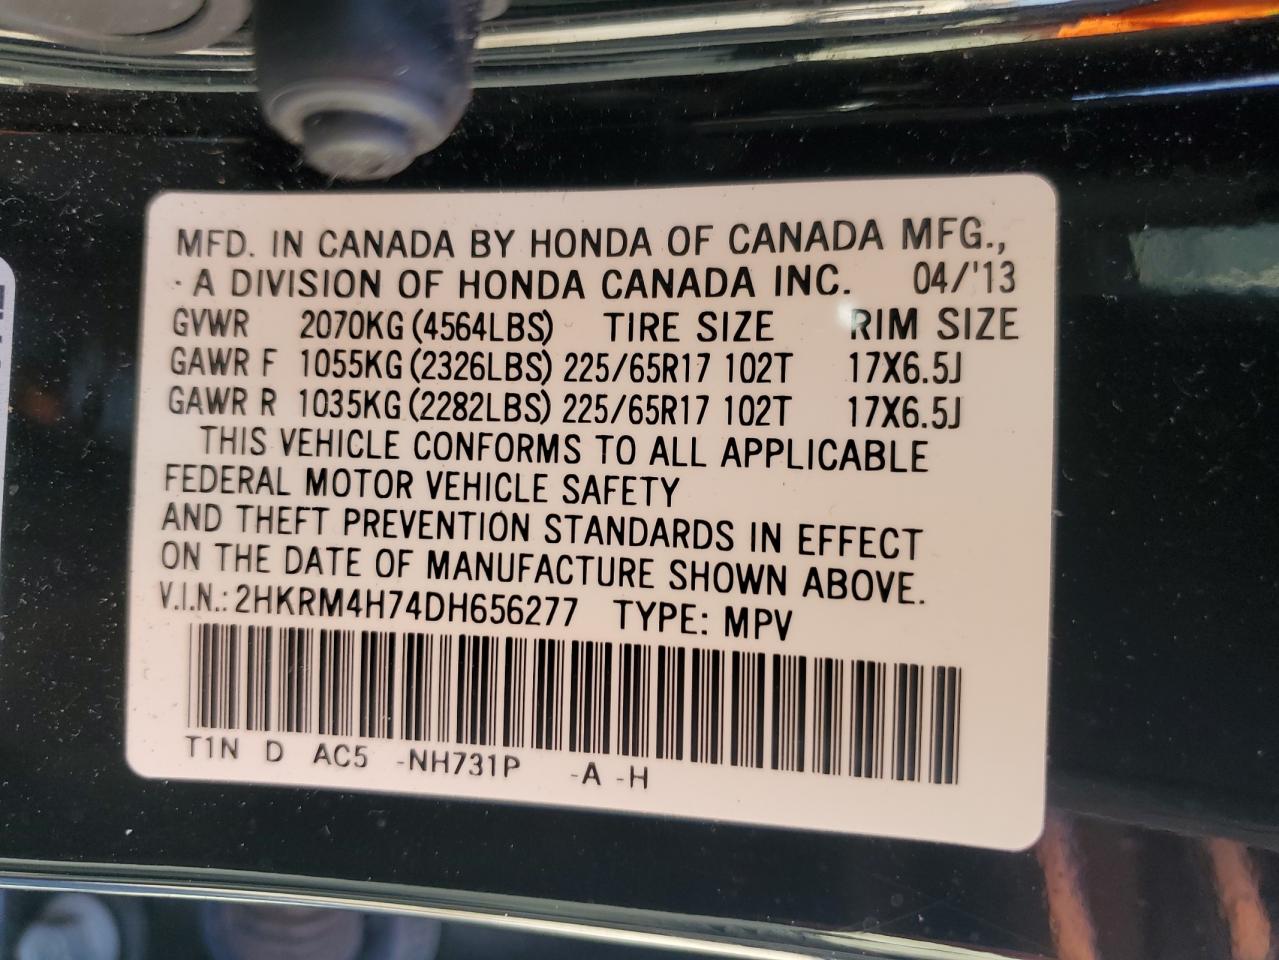 MFD. IN CANADA BY HONDA OF CANADA MFG.,
A DIVISION OF HONDA CANADA INC. 04/'13
GVWR 2070KG (4564LBS) TIRE SIZE RIM SIZE
GAWR F 1055KG (2326LBS) 225/65R17 102T 17X6.5J
GAWR R 1035KG (2282LBS) 225/65R17 102T 17X6.5J
THIS VEHICLE CONFORMS TO ALL APPLICABLE
FEDERAL MOTOR VEHICLE SAFETY
AND THEFT PREVENTION STANDARDS IN EFFECT
ON THE DATE OF MANUFACTURE SHOWN ABOVE.
V.I.N.: 2HKRM4H74DH656277 TYPE: MPV
T1N D AC5 -NH731P -A -H